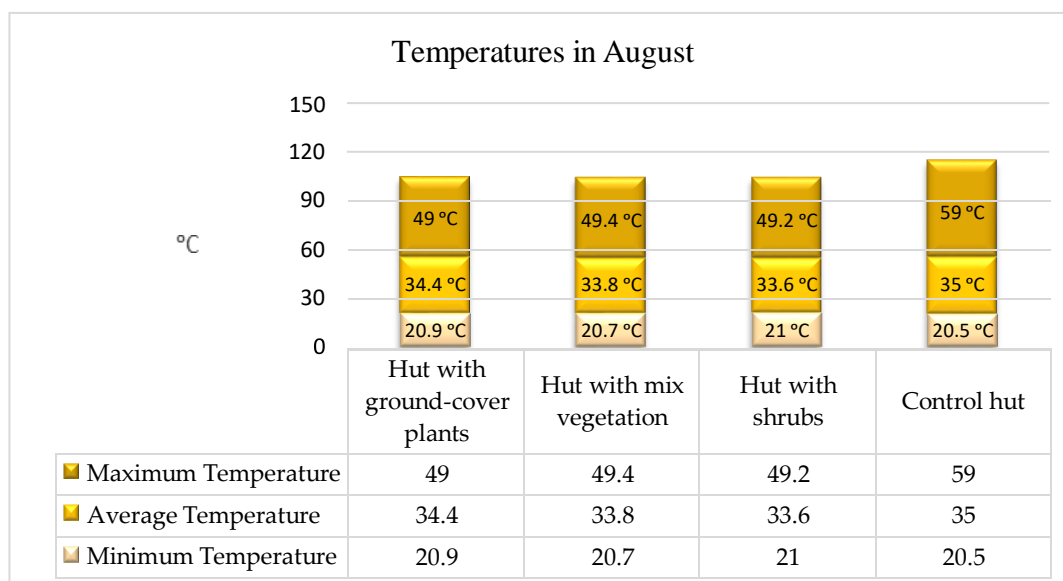 Temperatures in August
150
120
90
60
30
0
°C
49 °C
49.4 °C
49.2 °C
59 °C
34.4 °C
33.8 °C
33.6 °C
35 °C
20.9 °C
20.7 °C
21 °C
20.5 °C
Hut with
ground-cover
plants
Hut with mix
vegetation
Hut with
shrubs
Control hut
Maximum Temperature 49 49.4 49.2 59
Average Temperature 34.4 33.8 33.6 35
Minimum Temperature 20.9 20.7 21 20.5